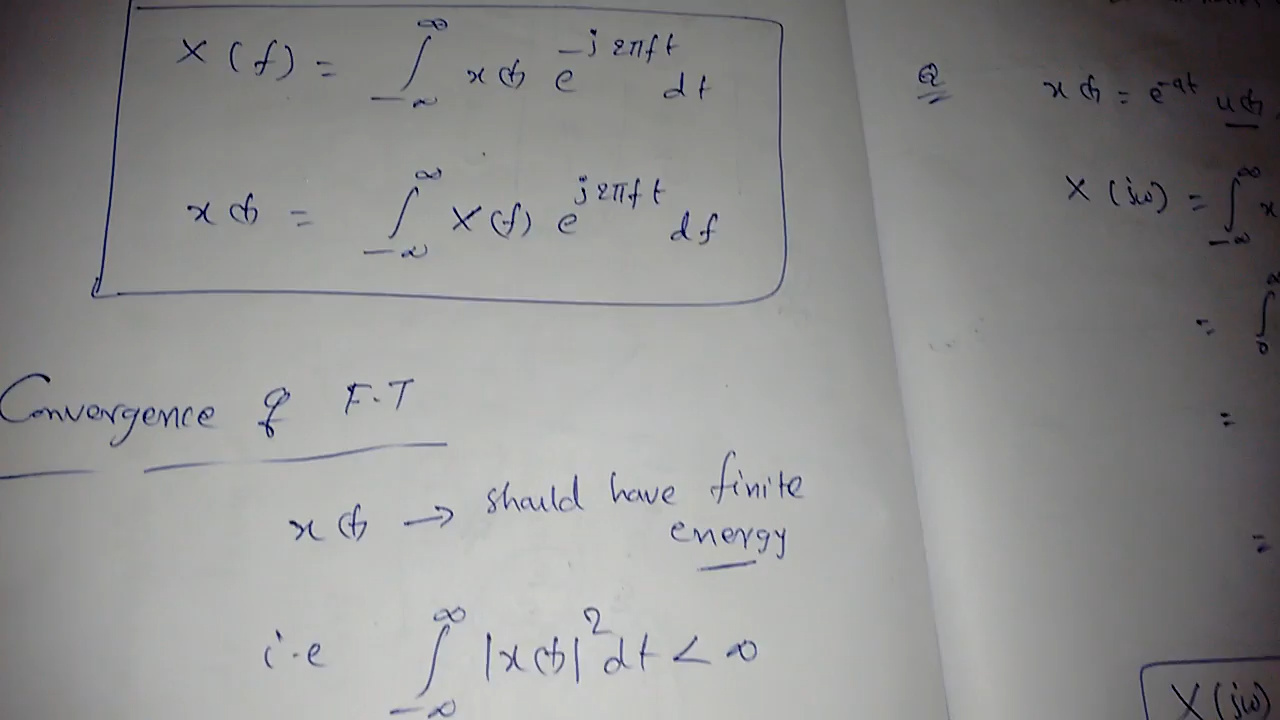 X(f) = ∫_{-∞}^{∞} x(t) e^{-j2πft} dt
x(t) = ∫_{-∞}^{∞} X(f) e^{j2πft} df
Convergence of F.T
x(t) → should have finite
energy
i.e ∫_{-∞}^{∞} |x(t)|^2 dt < ∞
Q x(t) = e^{-at} u(t)
X(jω) = ∫_{-∞}^{∞} x
= ∫
=
=
X(jω)